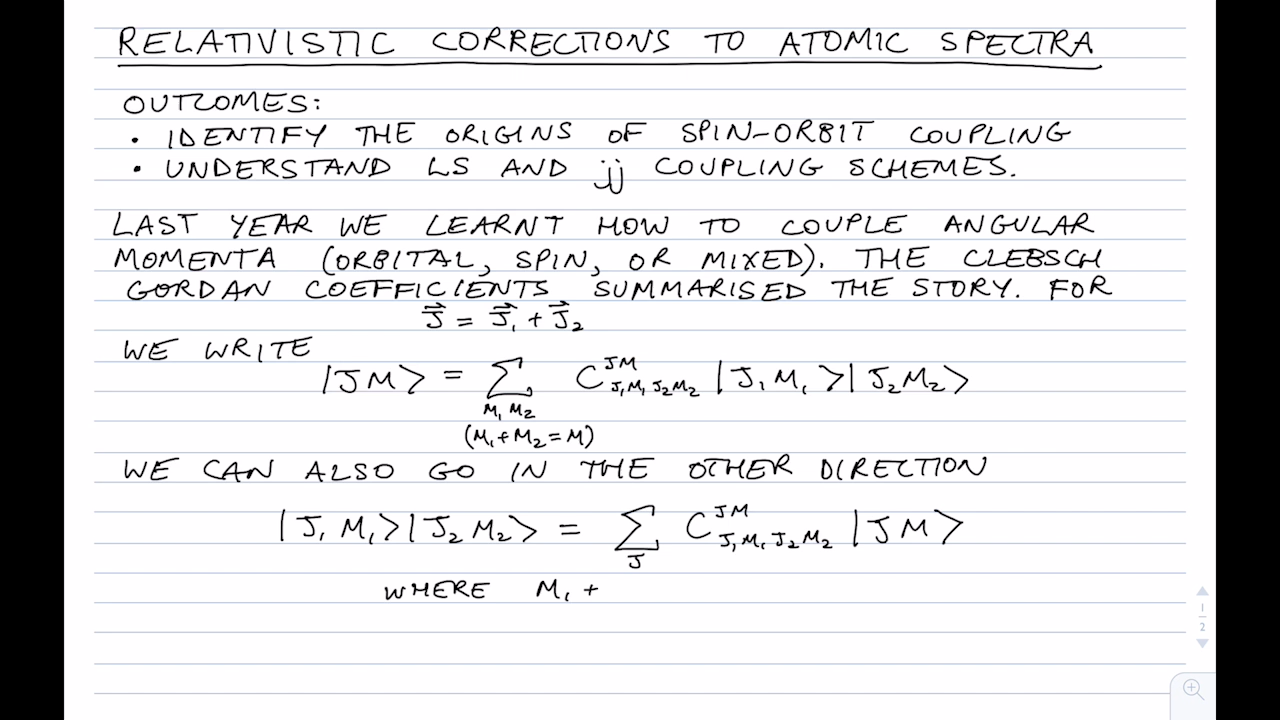 RELATIVISTIC CORRECTIONS TO ATOMIC SPECTRA
OUTCOMES:
• IDENTIFY THE ORIGINS OF SPIN-ORBIT COUPLING
• UNDERSTAND LS AND jj COUPLING SCHEMES.
LAST YEAR WE LEARNT HOW TO COUPLE ANGULAR
MOMENTA (ORBITAL, SPIN, OR MIXED). THE CLEBSCH
GORDAN COEFFICIENTS SUMMARISED THE STORY. FOR
J⃗ = J⃗₁ + J⃗₂
WE WRITE
|JM> = ∑ C^{JM}_{J₁M₁J₂M₂} |J₁M₁>|J₂M₂>
M₁M₂
(M₁+M₂=M)
WE CAN ALSO GO IN THE OTHER DIRECTION
|J₁M₁>|J₂M₂> = ∑ C^{JM}_{J₁M₁J₂M₂} |JM>
J
WHERE M₁ +
1
2